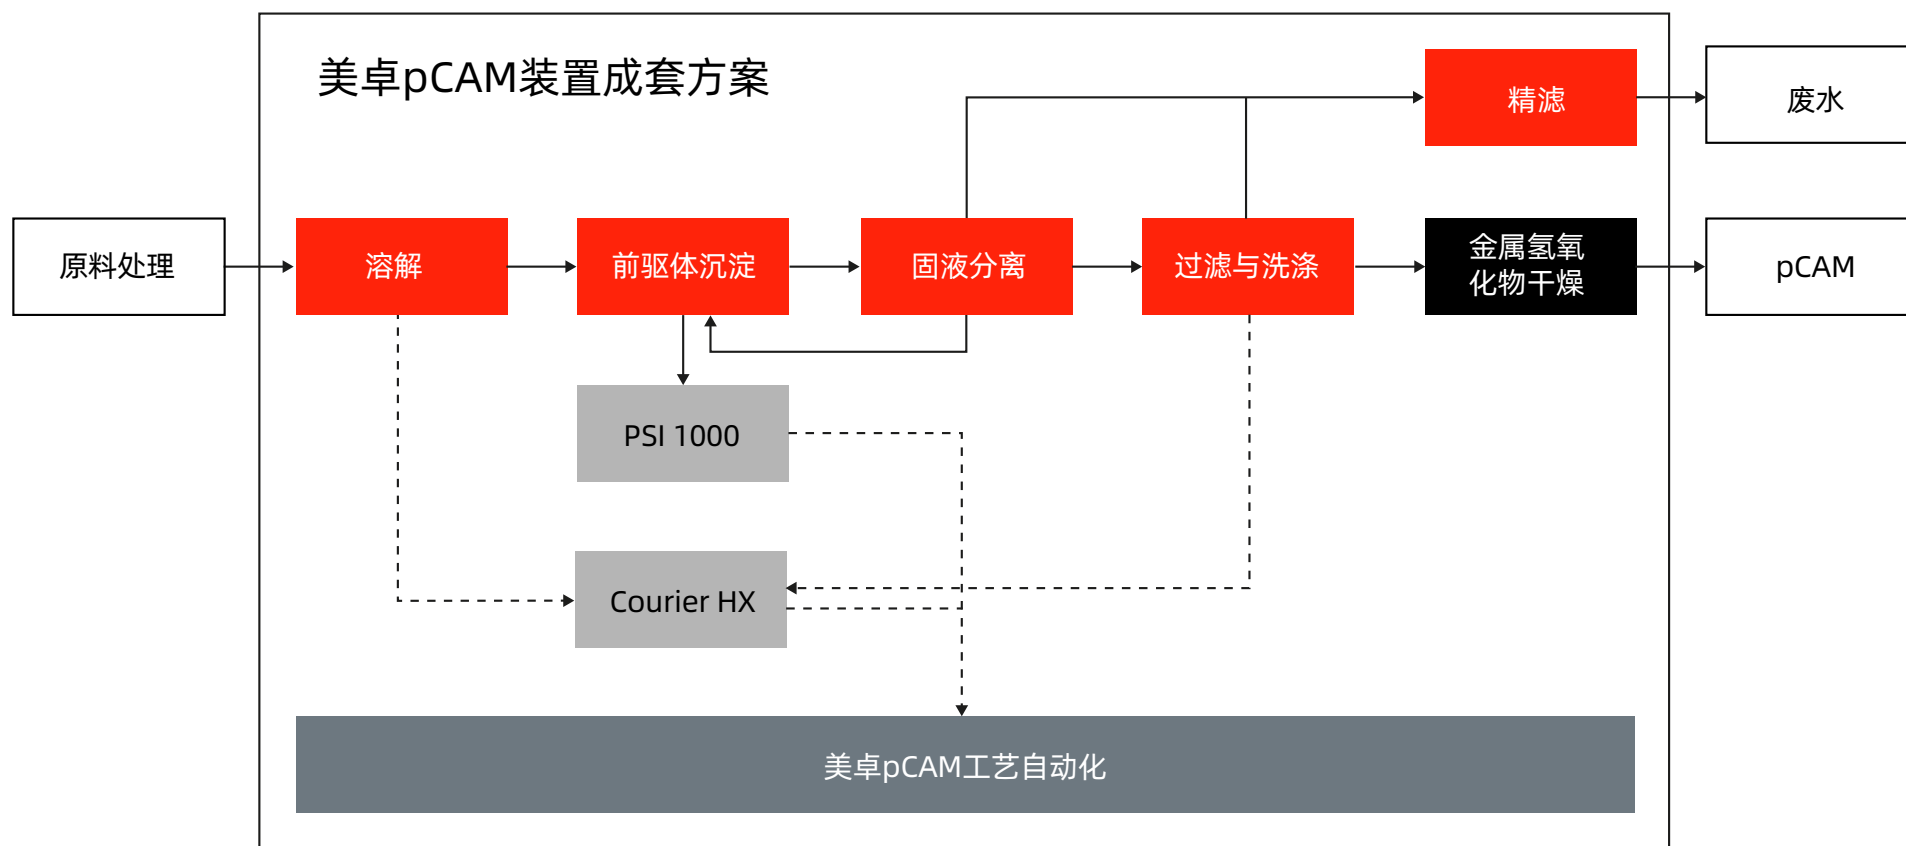 美卓pCAM装置成套方案
精滤
废水
原料处理
溶解
前驱体沉淀
固液分离
过滤与洗涤
金属氢氧
化物干燥
pCAM
PSI 1000
Courier HX
美卓pCAM工艺自动化